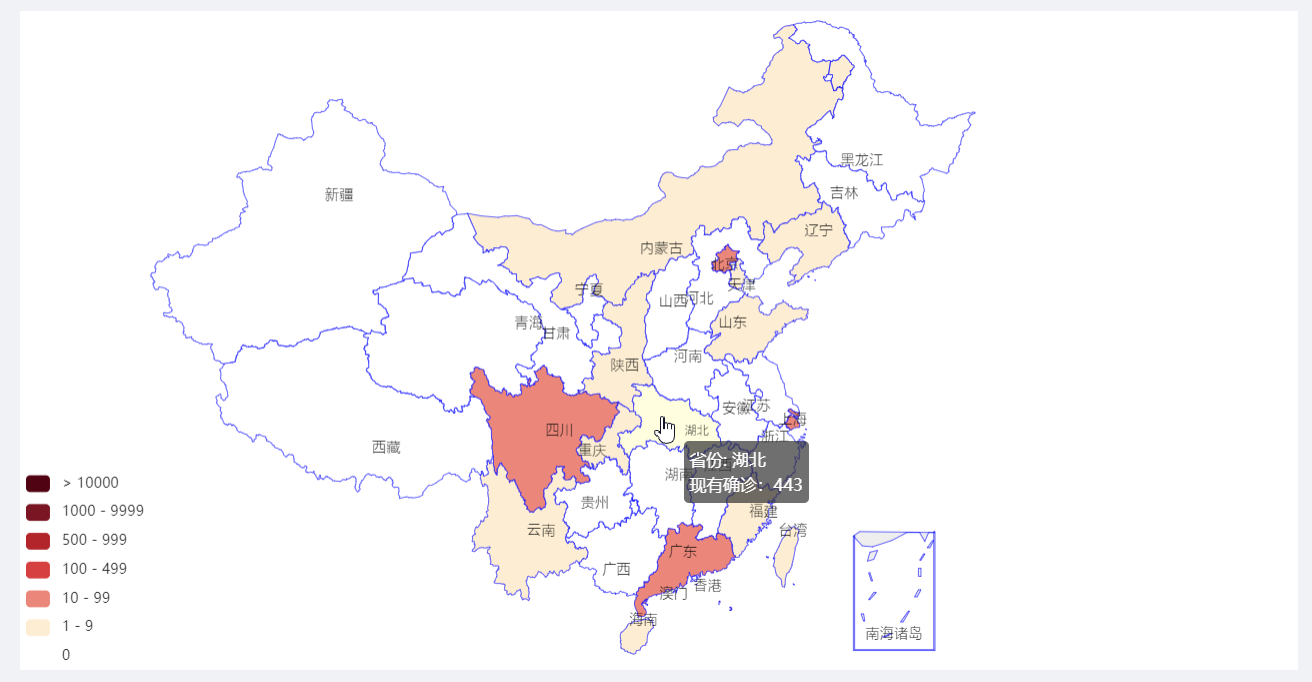 黑龙江
吉林
新疆
辽宁
内蒙古
北京
天津
宁夏
山西
河北
青海
甘肃
山东
河南
陕西
安徽
江苏
上海
四川
湖北
浙江
西藏
重庆
省份: 湖北
现有确诊: 443
湖南
贵州
福建
云南
台湾
广东
广西
香港
澳门
海南
南海诸岛
> 10000
1000 - 9999
500 - 999
100 - 499
10 - 99
1 - 9
0